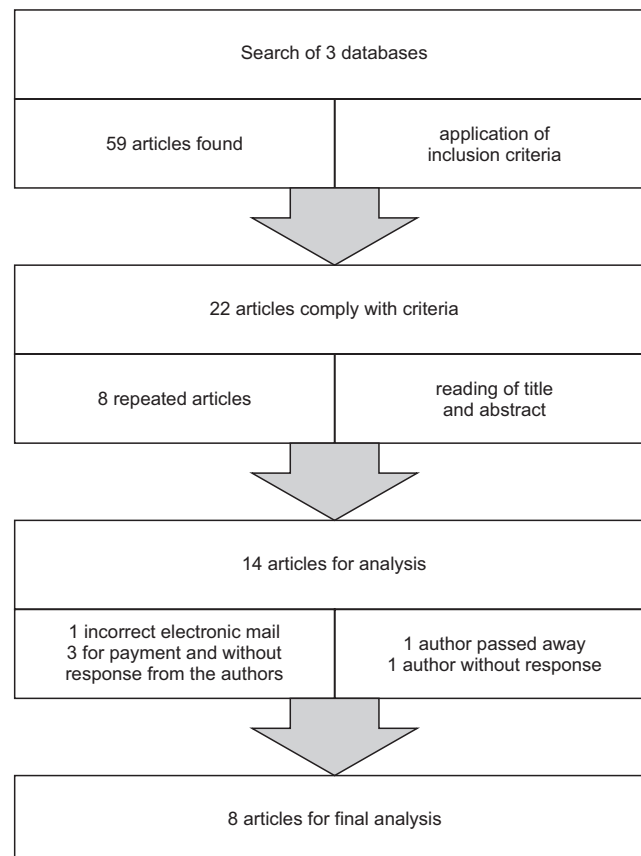 Search of 3 databases
59 articles found
application of
inclusion criteria
22 articles comply with criteria
8 repeated articles
reading of title
and abstract
14 articles for analysis
1 incorrect electronic mail
3 for payment and without
response from the authors
1 author passed away
1 author without response
8 articles for final analysis